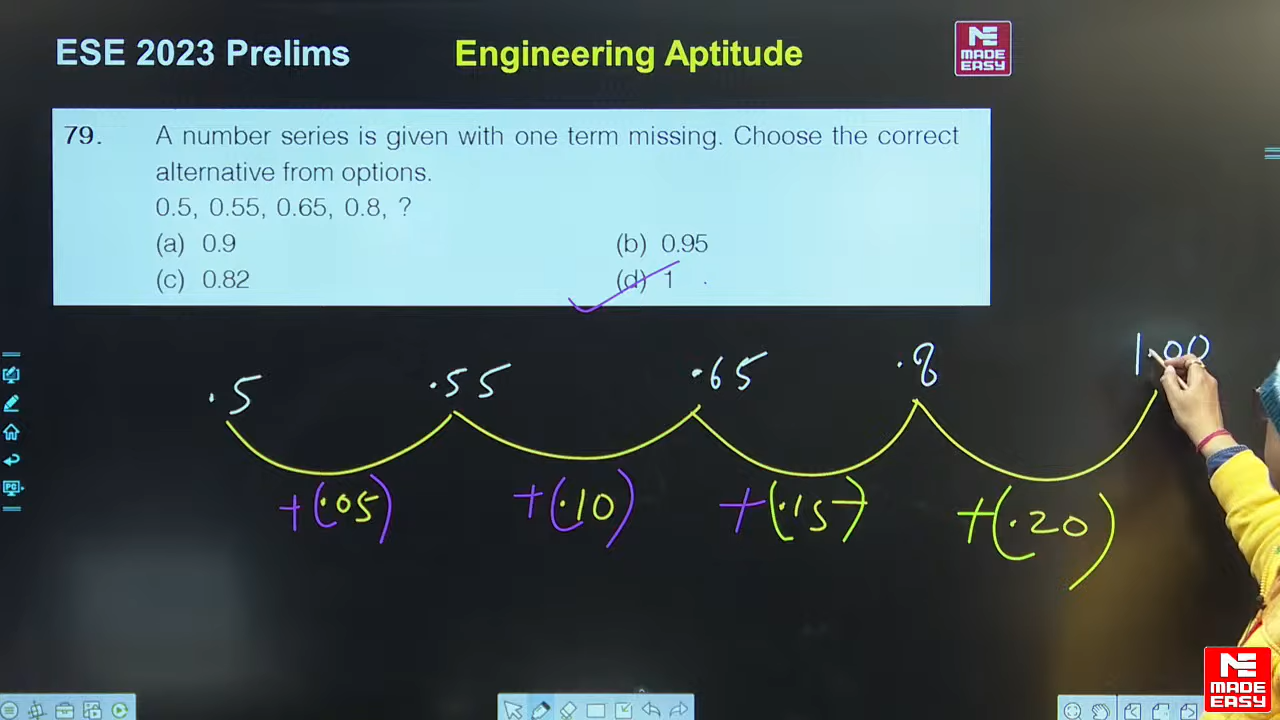 ESE 2023 Prelims Engineering Aptitude
NE
MADE
EASY
79. A number series is given with one term missing. Choose the correct
alternative from options.
0.5, 0.55, 0.65, 0.8, ?
(a) 0.9 (b) 0.95
(c) 0.82 (d) 1
.5 .55 .65 .8 1.00
+(.05) +(.10) +(.15) +(.20)
NE
MADE
EASY